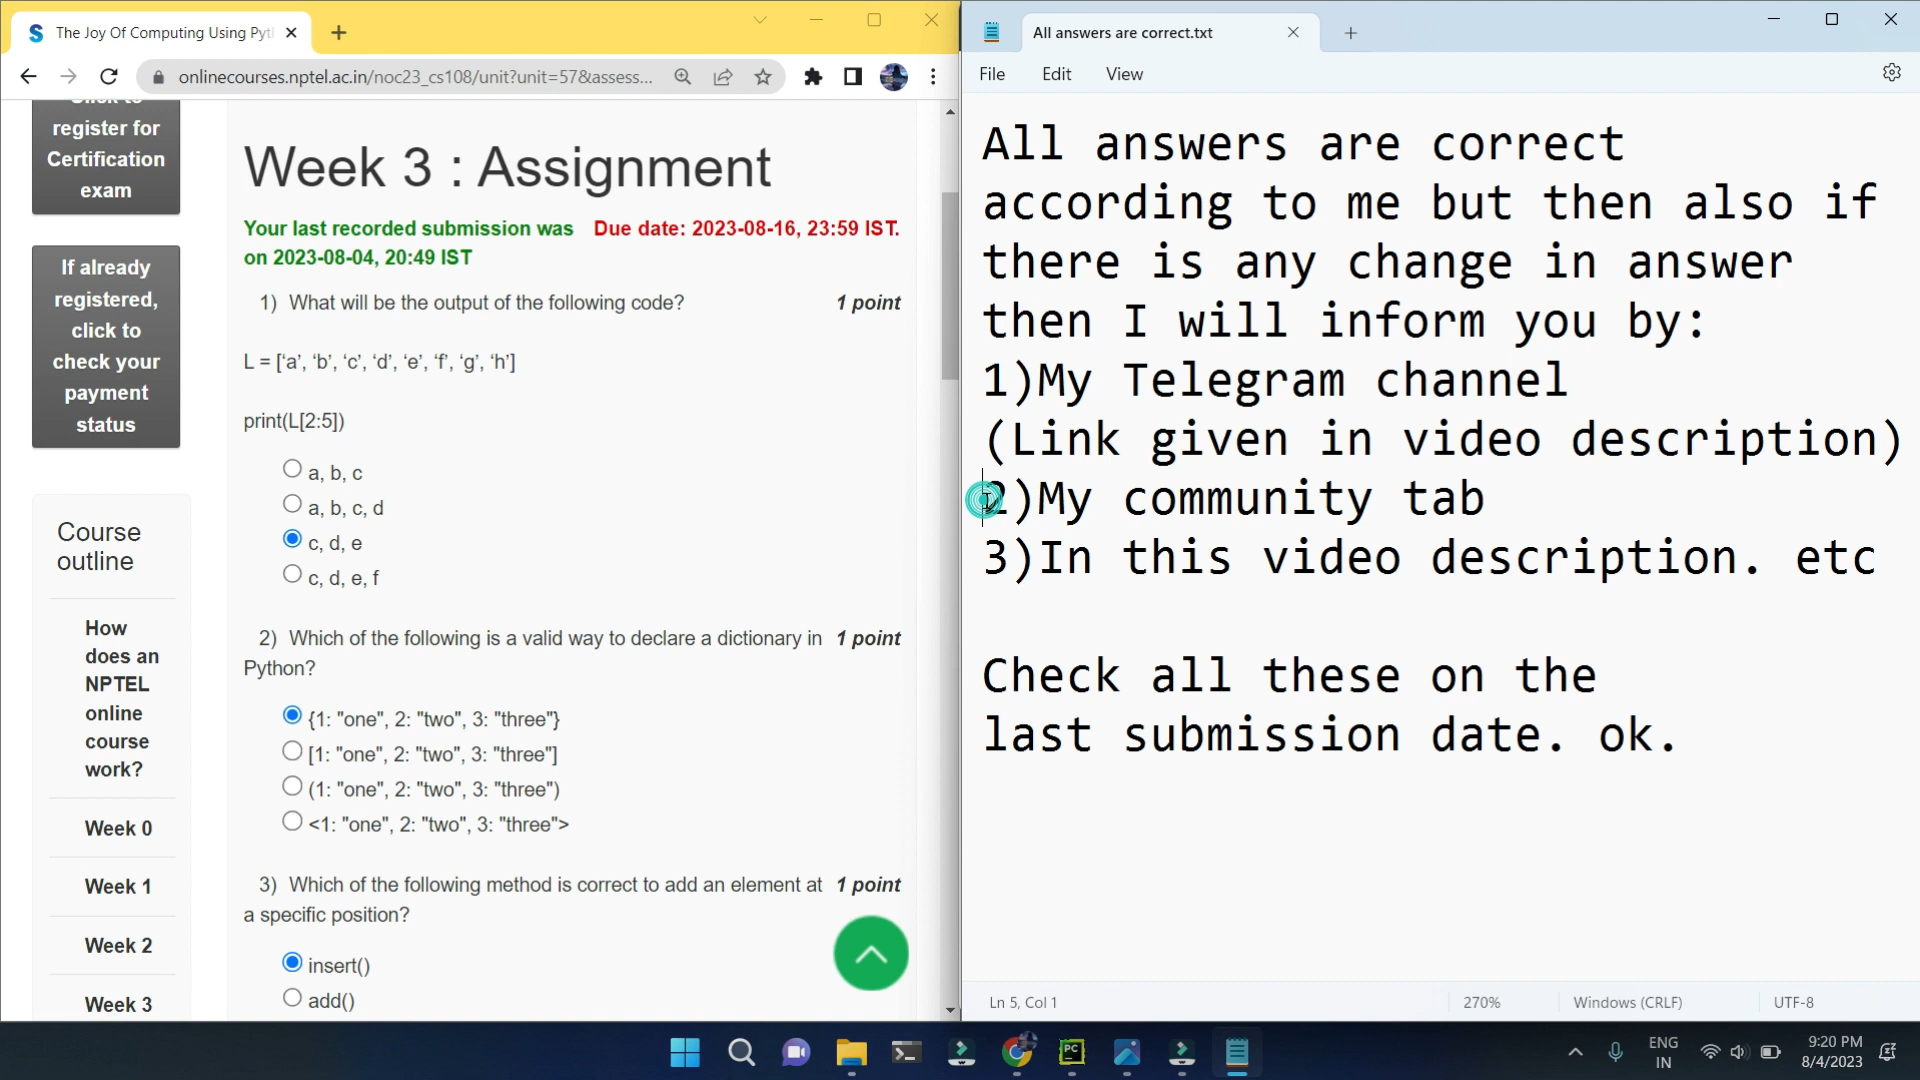 The Joy Of Computing Using Pyt
All answers are correct.txt
onlinecourses.nptel.ac.in/noc23_cs108/unit?unit=57&assess...
File
Edit
View
Click to
register for
Certification
exam
If already
registered,
click to
check your
payment
status
Course
outline
How
does an
NPTEL
online
course
work?
Week 0
Week 1
Week 2
Week 3
Week 3 : Assignment
Your last recorded submission was
on 2023-08-04, 20:49 IST
Due date: 2023-08-16, 23:59 IST.
1) What will be the output of the following code? 1 point
L = [‘a’, ‘b’, ‘c’, ‘d’, ‘e’, ‘f’, ‘g’, ‘h’]
print(L[2:5])
a, b, c
a, b, c, d
c, d, e
c, d, e, f
2) Which of the following is a valid way to declare a dictionary in 1 point
Python?
{1: "one", 2: "two", 3: "three"}
[1: "one", 2: "two", 3: "three"]
(1: "one", 2: "two", 3: "three")
<1: "one", 2: "two", 3: "three">
3) Which of the following method is correct to add an element at 1 point
a specific position?
insert()
add()
All answers are correct
according to me but then also if
there is any change in answer
then I will inform you by:
1)My Telegram channel
(Link given in video description)
2)My community tab
3)In this video description. etc
Check all these on the
last submission date. ok.
Ln 5, Col 1
270%
Windows (CRLF)
UTF-8
PC
ENG
IN
9:20 PM
8/4/2023